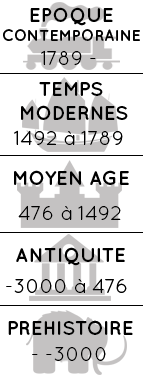 EPOQUE
CONTEMPORAINE
1789 -
TEMPS
MODERNES
1492 à 1789
MOYEN AGE
476 à 1492
ANTIQUITE
-3000 à 476
PREHISTOIRE
- -3000